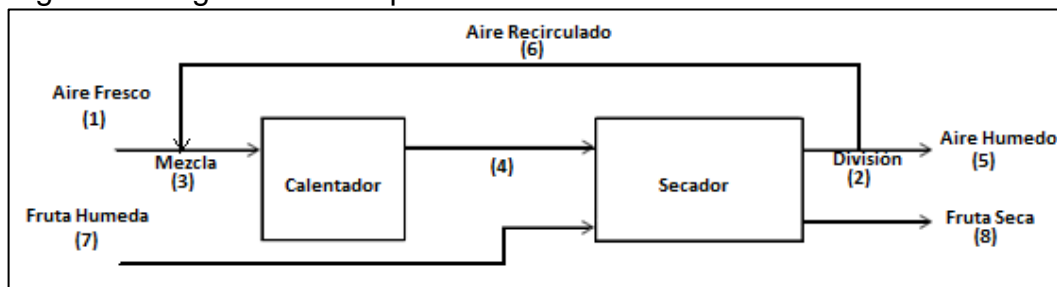 Aire Recirculado
(6)
Aire Fresco
(1)
Mezcla
(3)
Calentador
(4)
Secador
División
(2)
Aire Humedo
(5)
Fruta Humeda
(7)
Fruta Seca
(8)